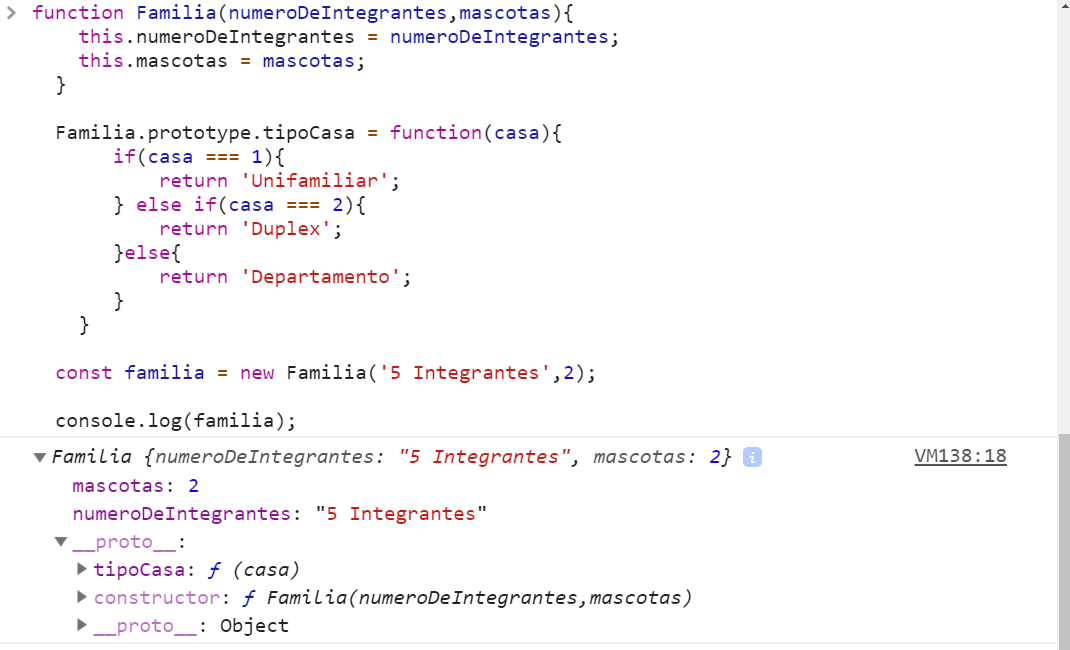 > function Familia(numeroDeIntegrantes,mascotas){
this.numeroDeIntegrantes = numeroDeIntegrantes;
this.mascotas = mascotas;
}
Familia.prototype.tipoCasa = function(casa){
if(casa === 1){
return 'Unifamiliar';
} else if(casa === 2){
return 'Duplex';
}else{
return 'Departamento';
}
}
const familia = new Familia('5 Integrantes',2);
console.log(familia);
▼Familia {numeroDeIntegrantes: "5 Integrantes", mascotas: 2} i VM138:18
mascotas: 2
numeroDeIntegrantes: "5 Integrantes"
▼__proto__:
▶tipoCasa: ƒ (casa)
▶constructor: ƒ Familia(numeroDeIntegrantes,mascotas)
▶__proto__: Object